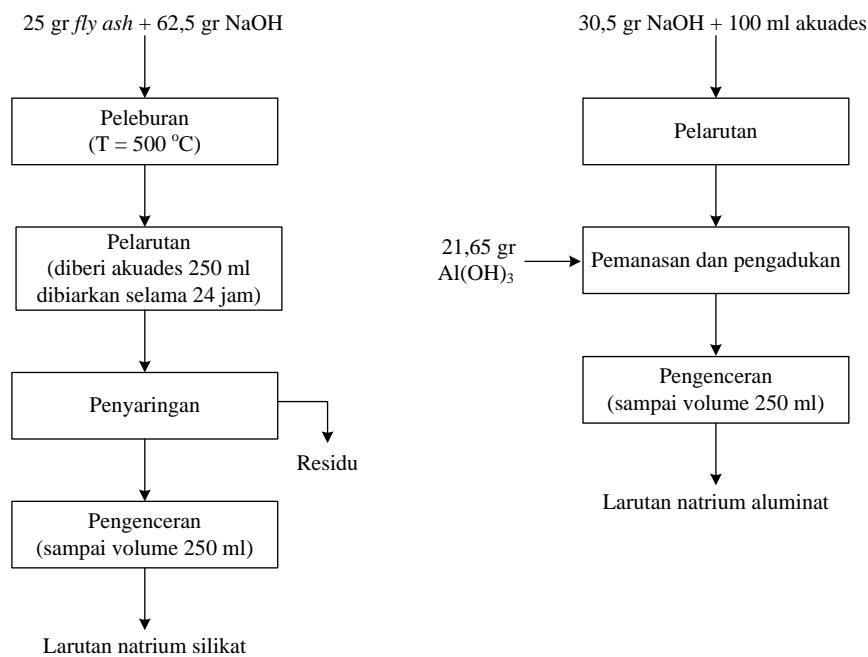 25 gr fly ash + 62,5 gr NaOH
Peleburan
(T = 500 °C)
Pelarutan
(diberi akuades 250 ml
dibiarkan selama 24 jam)
Penyaringan
Residu
Pengenceran
(sampai volume 250 ml)
Larutan natrium silikat
30,5 gr NaOH + 100 ml akuades
Pelarutan
21,65 gr
Al(OH)₃
Pemanasan dan pengadukan
Pengenceran
(sampai volume 250 ml)
Larutan natrium aluminat